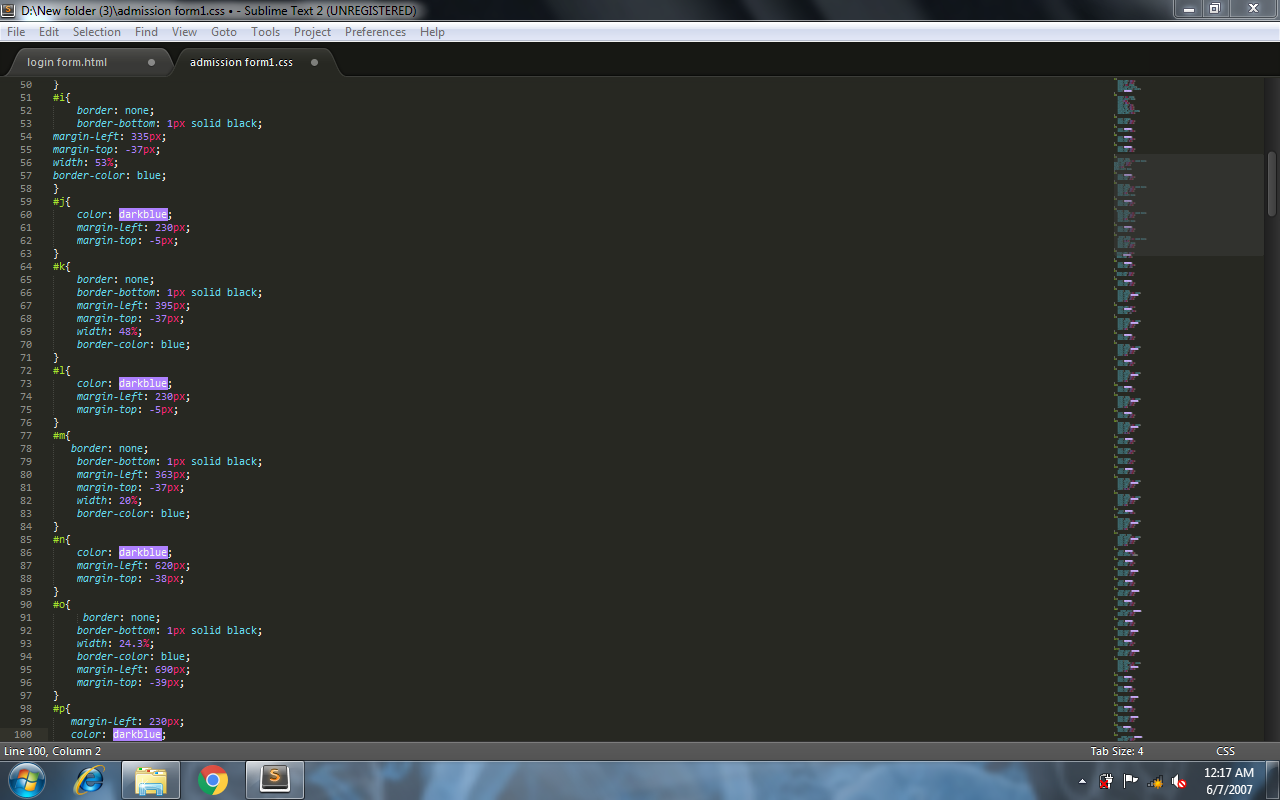 D:\New folder (3)\admission form1.css • - Sublime Text 2 (UNREGISTERED)
File Edit Selection Find View Goto Tools Project Preferences Help
login form.html admission form1.css
50 }
51 #i{
52 border: none;
53 border-bottom: 1px solid black;
54 margin-left: 335px;
55 margin-top: -37px;
56 width: 53%;
57 border-color: blue;
58 }
59 #j{
60 color: darkblue;
61 margin-left: 230px;
62 margin-top: -5px;
63 }
64 #k{
65 border: none;
66 border-bottom: 1px solid black;
67 margin-left: 395px;
68 margin-top: -37px;
69 width: 48%;
70 border-color: blue;
71 }
72 #l{
73 color: darkblue;
74 margin-left: 230px;
75 margin-top: -5px;
76 }
77 #m{
78 border: none;
79 border-bottom: 1px solid black;
80 margin-left: 363px;
81 margin-top: -37px;
82 width: 20%;
83 border-color: blue;
84 }
85 #n{
86 color: darkblue;
87 margin-left: 620px;
88 margin-top: -38px;
89 }
90 #o{
91 border: none;
92 border-bottom: 1px solid black;
93 width: 24.3%;
94 border-color: blue;
95 margin-left: 690px;
96 margin-top: -39px;
97 }
98 #p{
99 margin-left: 230px;
100 color: darkblue;
Line 100, Column 2 Tab Size: 4 CSS
12:17 AM
6/7/2007